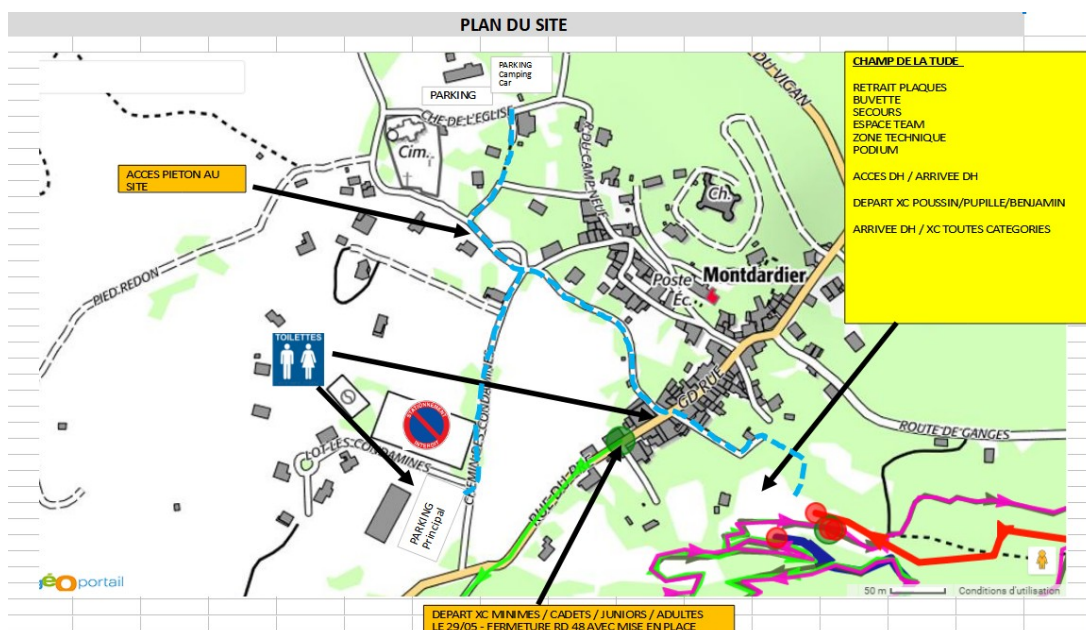 PLAN DU SITE
PARKING
Camping
Car
PARKING
CHE DE L'EGLISE
DU VIGAN
CHAMP DE LA TUDE
RETRAIT PLAQUES
BUVETTE
SECOURS
ESPACE TEAM
ZONE TECHNIQUE
PODIUM
ACCES DH / ARRIVEE DH
DEPART XC POUSSIN/PUPILLE/BENJAMIN
ARRIVEE DH / XC TOUTES CATEGORIES
Cim.
R DU CAMP NEUF
Ch.
ACCES PIETON AU
SITE
PIED REDON
Poste
Montdardier
Éc.
TOILETTES
GD RUE
STATIONNEMENT
INTERDIT
CHEMIN DES CONDAMINES
ROUTE DE GANGES
LOT LES CONDAMINES
PARKING
Principal
RUE DU
géoportail
50 m
Conditions d'utilisation
DEPART XC MINIMES / CADETS / JUNIORS / ADULTES
LE 29/05 - FERMETURE RD 48 AVEC MISE EN PLACE